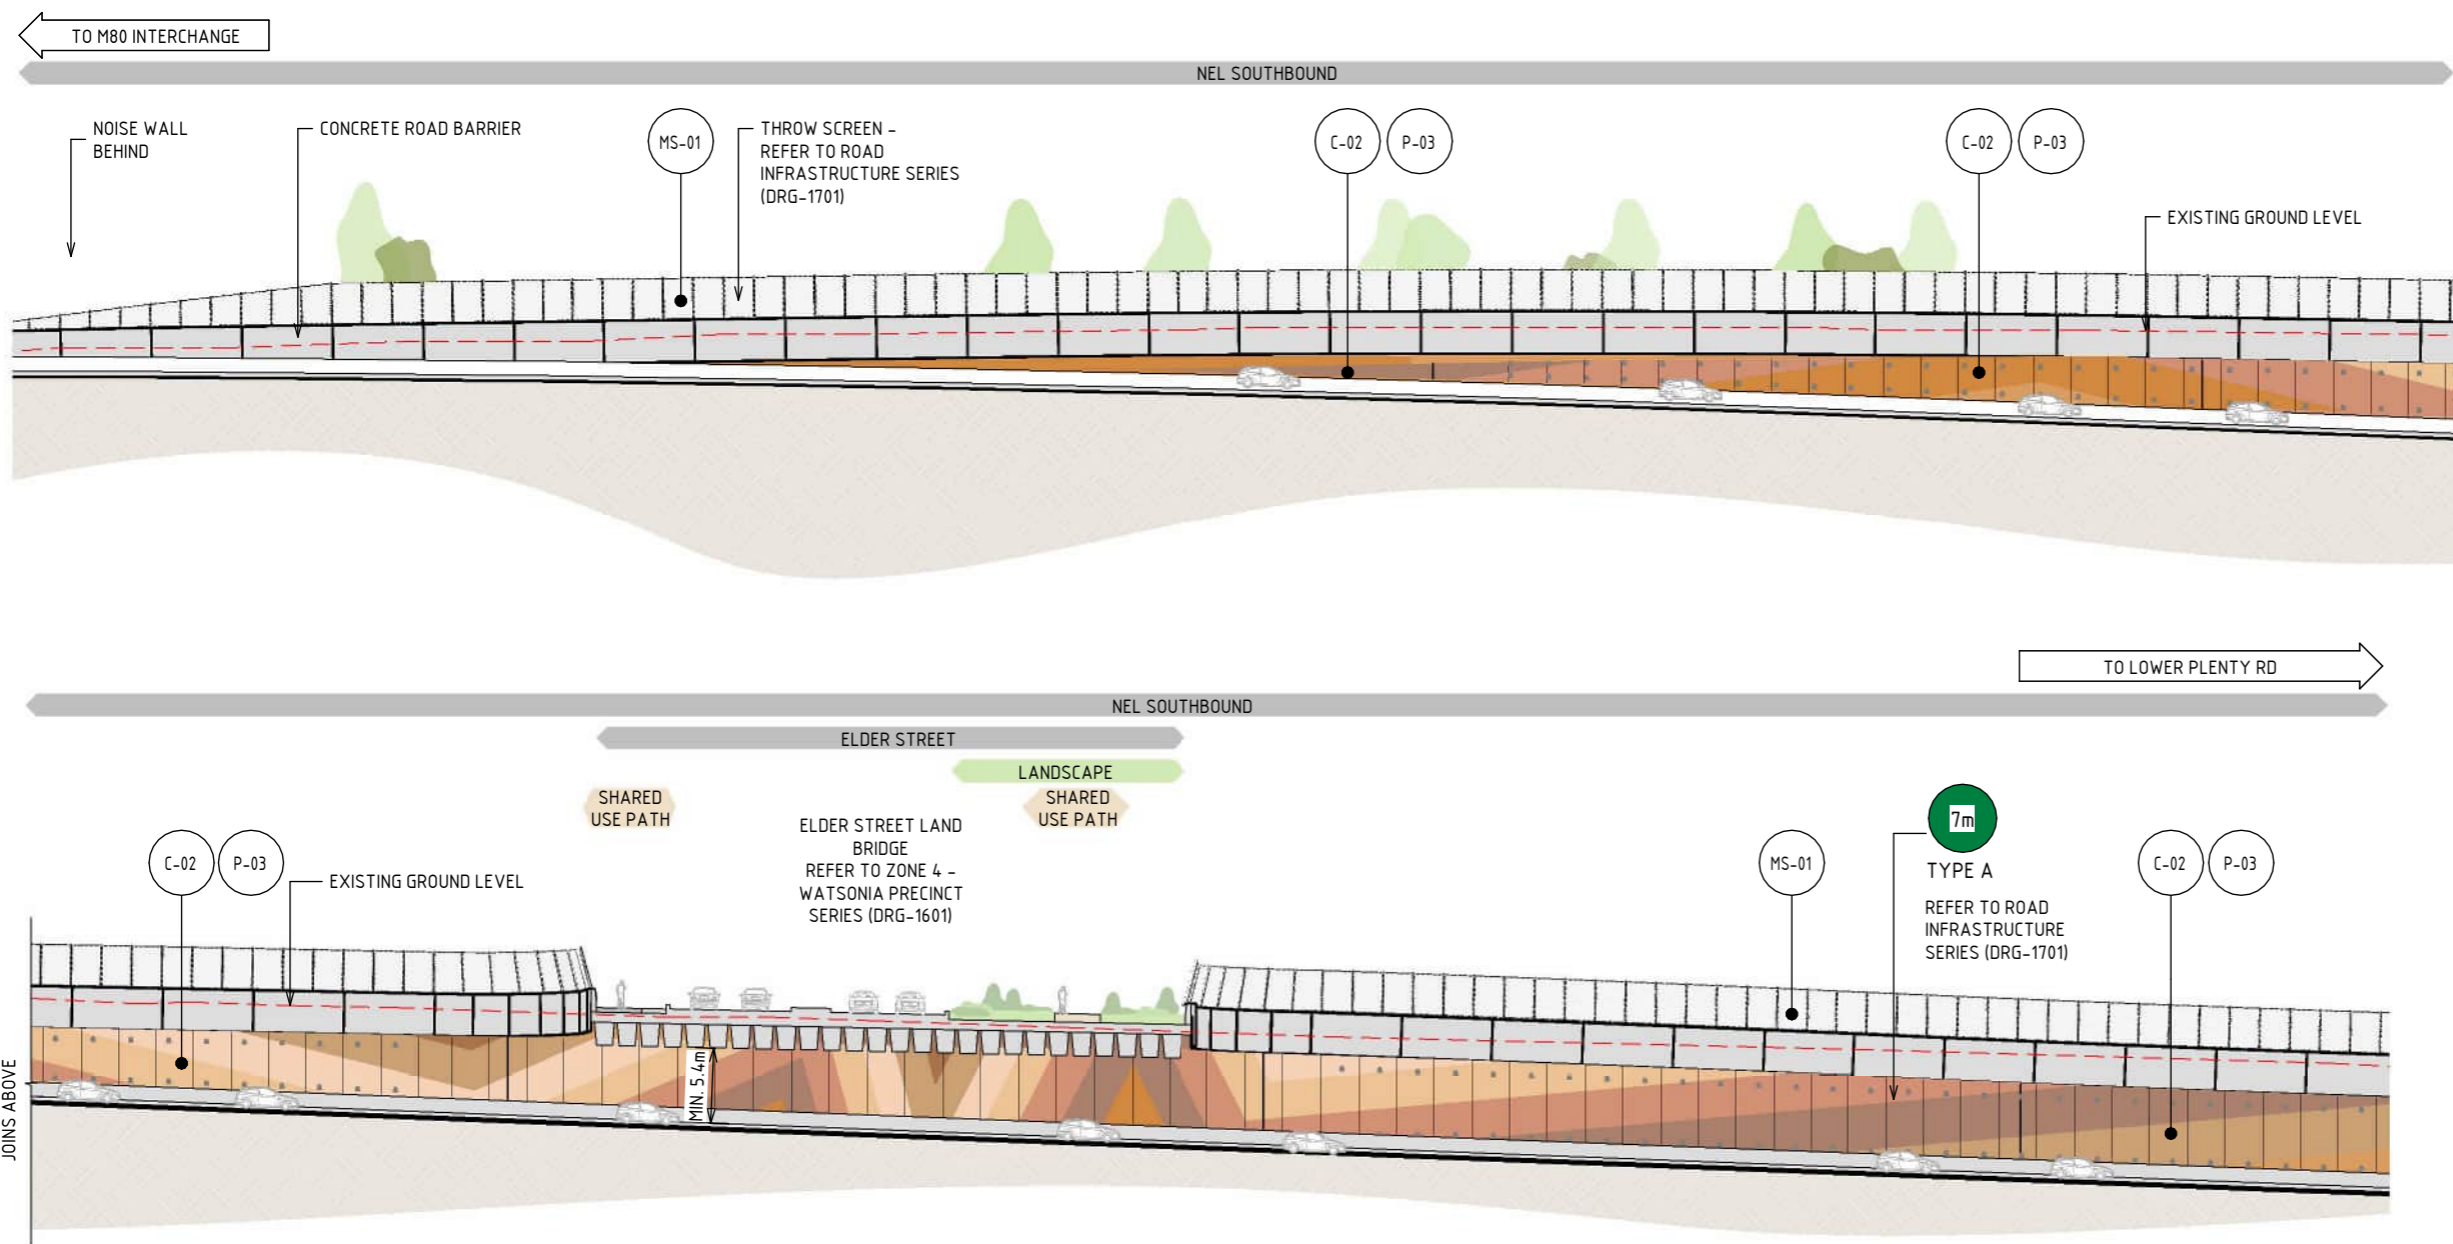 TO M80 INTERCHANGE
NEL SOUTHBOUND
NOISE WALL
BEHIND
CONCRETE ROAD BARRIER
MS-01
THROW SCREEN -
REFER TO ROAD
INFRASTRUCTURE SERIES
(DRG-1701)
C-02
P-03
C-02
P-03
EXISTING GROUND LEVEL
TO LOWER PLENTY RD
NEL SOUTHBOUND
ELDER STREET
LANDSCAPE
SHARED
USE PATH
SHARED
USE PATH
ELDER STREET LAND
BRIDGE
REFER TO ZONE 4 -
WATSONIA PRECINCT
SERIES (DRG-1601)
C-02
P-03
EXISTING GROUND LEVEL
MS-01
7m
TYPE A
REFER TO ROAD
INFRASTRUCTURE
SERIES (DRG-1701)
C-02
P-03
MIN. 5.4m
JOINS ABOVE